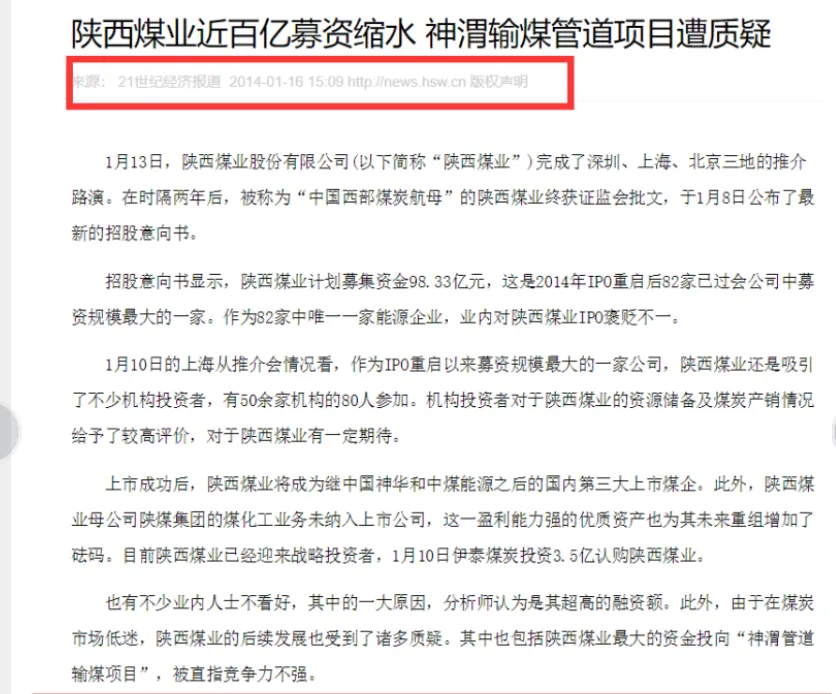 陕西煤业近百亿募资缩水 神渭输煤管道项目遭质疑
来源： 21世纪经济报道 2014-01-16 15:09 http://news.hsw.cn 版权声明
1月13日，陕西煤业股份有限公司(以下简称“陕西煤业”)完成了深圳、上海、北京三地的推介
路演。在时隔两年后，被称为“中国西部煤炭航母”的陕西煤业终获证监会批文，于1月8日公布了最
新的招股意向书。
招股意向书显示，陕西煤业计划募集资金98.33亿元，这是2014年IPO重启后82家已过会公司中募
资规模最大的一家。作为82家中唯一一家能源企业，业内对陕西煤业IPO褒贬不一。
1月10日的上海从推介会情况看，作为IPO重启以来募资规模最大的一家公司，陕西煤业还是吸引
了不少机构投资者，有50余家机构的80人参加。机构投资者对于陕西煤业的资源储备及煤炭产销情况
给予了较高评价，对于陕西煤业有一定期待。
上市成功后，陕西煤业将成为继中国神华和中煤能源之后的国内第三大上市煤企。此外，陕西煤
业母公司陕煤集团的煤化工业务未纳入上市公司，这一盈利能力强的优质资产也为其未来重组增加了
砝码。目前陕西煤业已经迎来战略投资者，1月10日伊泰煤炭投资3.5亿认购陕西煤业。
也有不少业内人士不看好，其中的一大原因，分析师认为是其超高的融资额。此外，由于在煤炭
市场低迷，陕西煤业的后续发展也受到了诸多质疑。其中也包括陕西煤业最大的资金投向“神渭管道
输煤项目”，被直指竞争力不强。